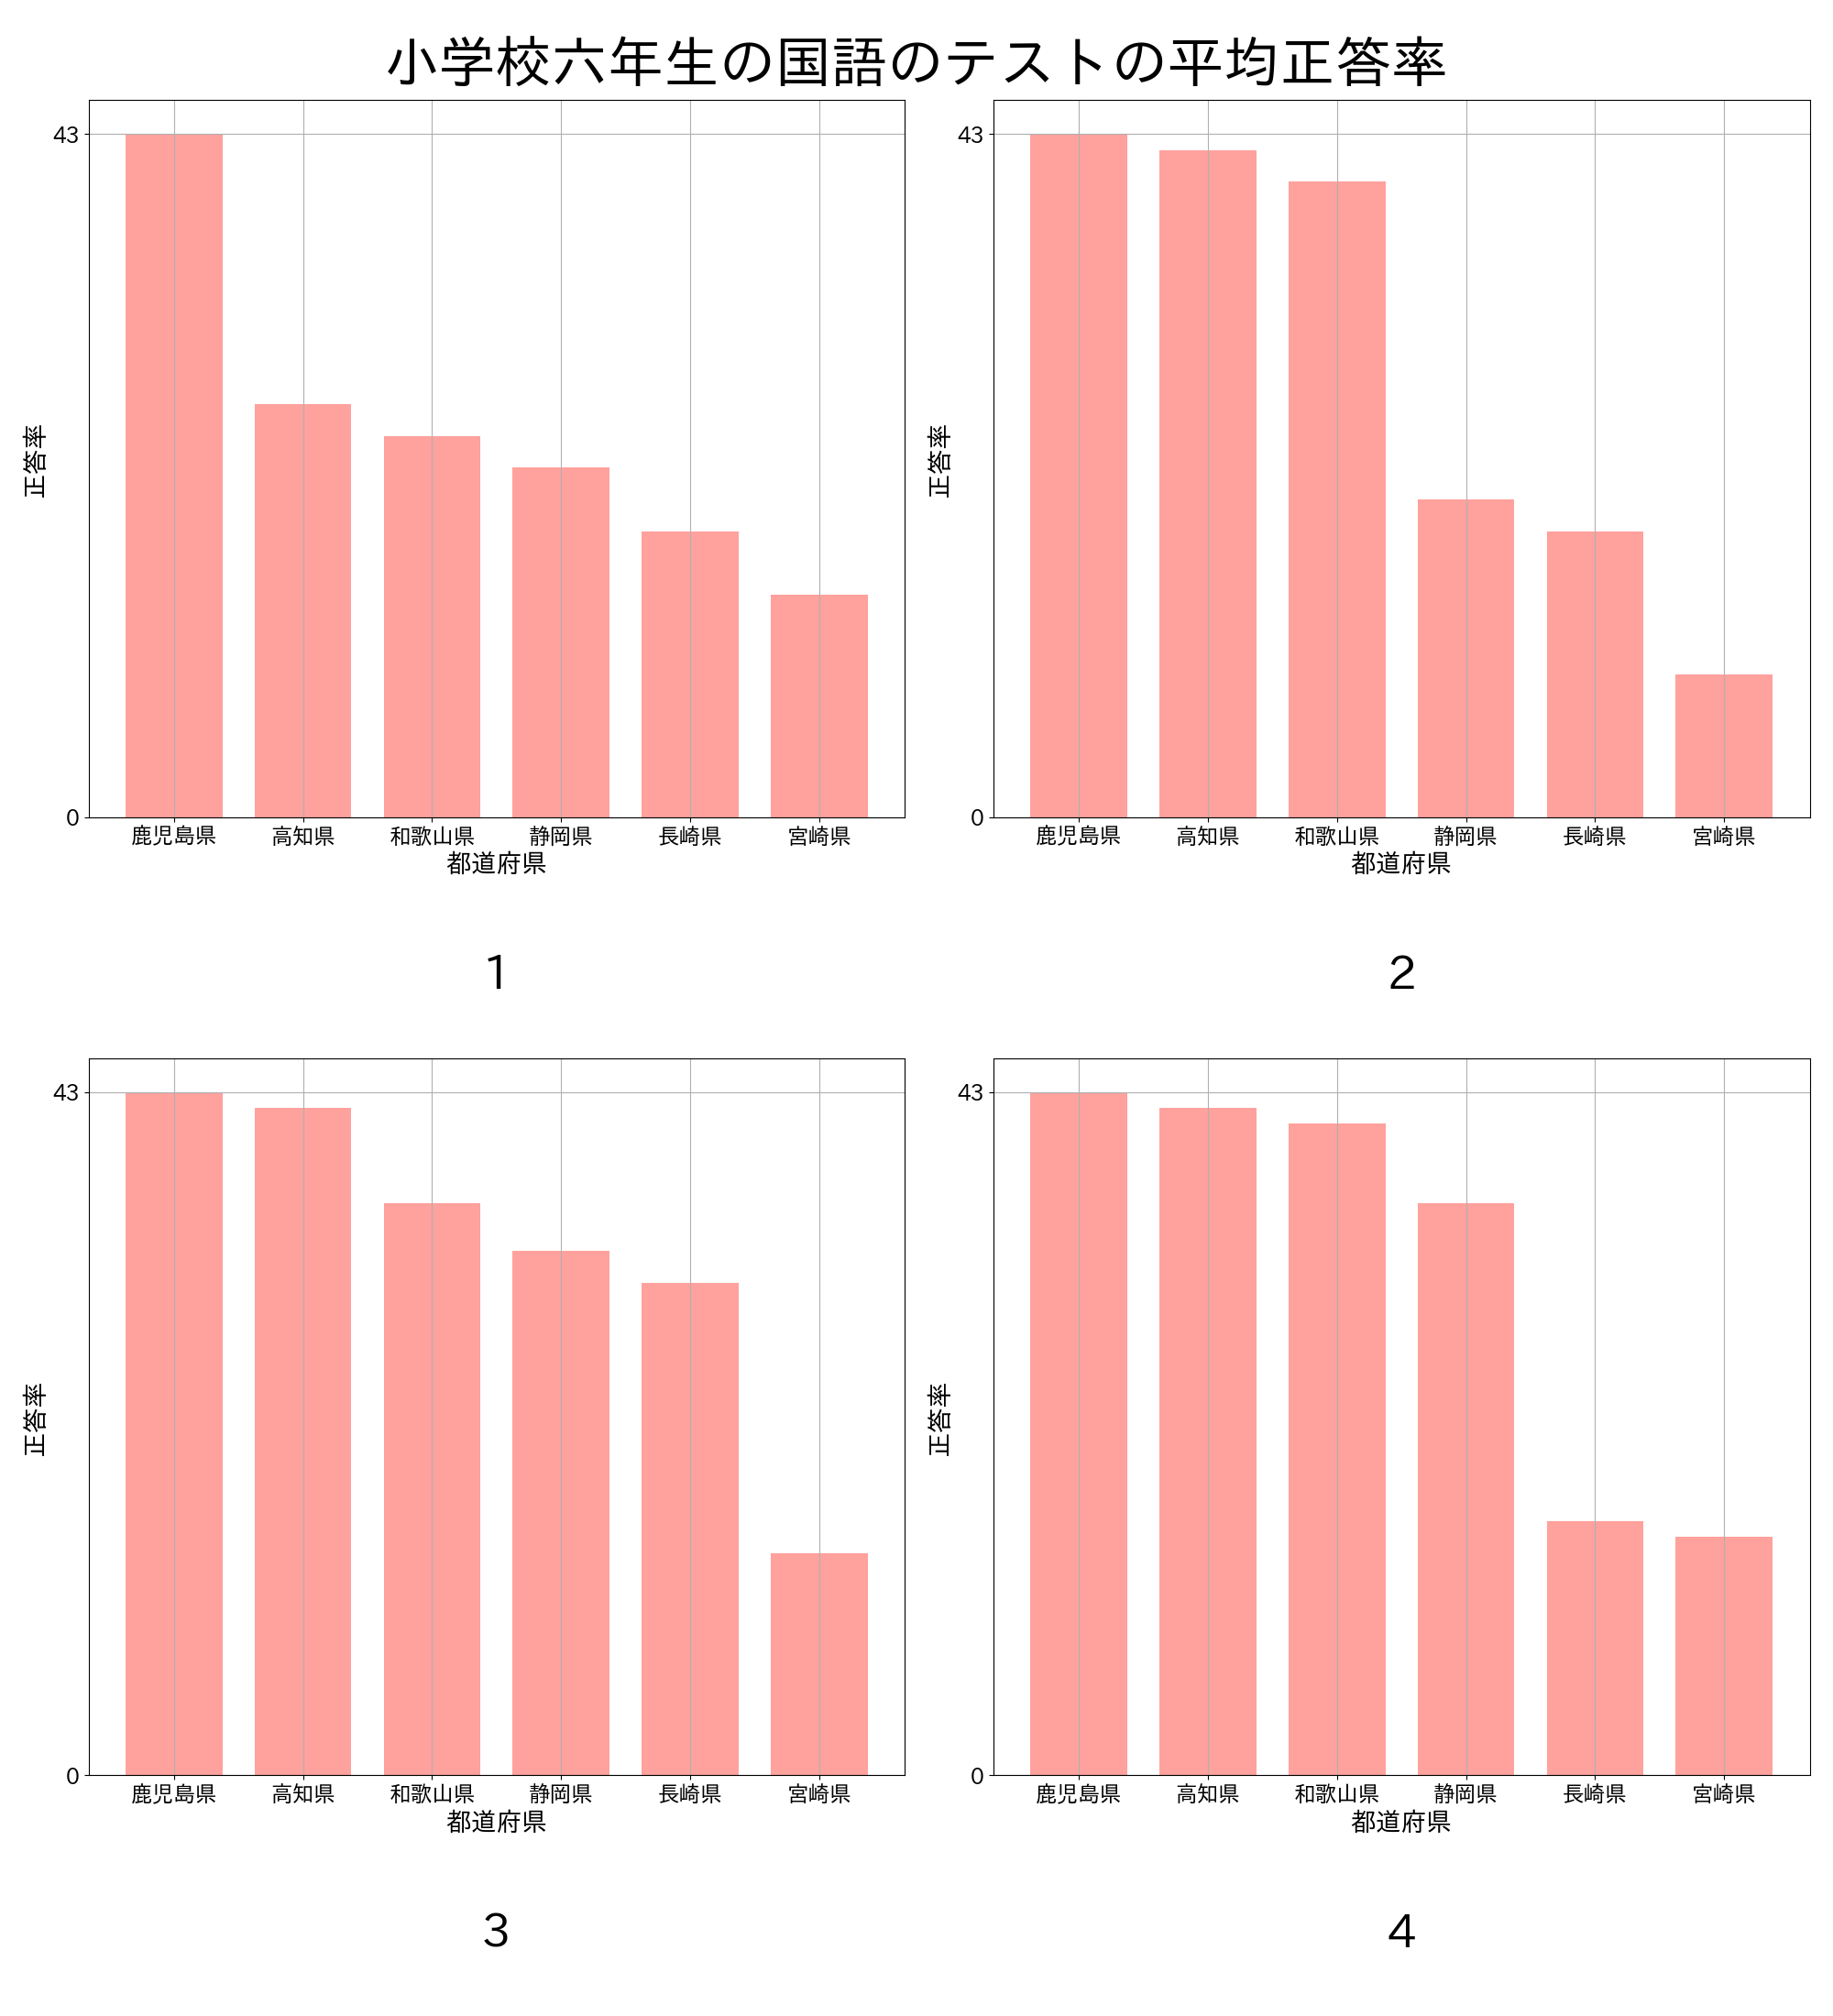 小学校六年生の国語のテストの平均正答率
43
0
正答率
鹿児島県 高知県 和歌山県 静岡県 長崎県 宮崎県
都道府県
1
43
0
正答率
鹿児島県 高知県 和歌山県 静岡県 長崎県 宮崎県
都道府県
2
43
0
正答率
鹿児島県 高知県 和歌山県 静岡県 長崎県 宮崎県
都道府県
3
43
0
正答率
鹿児島県 高知県 和歌山県 静岡県 長崎県 宮崎県
都道府県
4